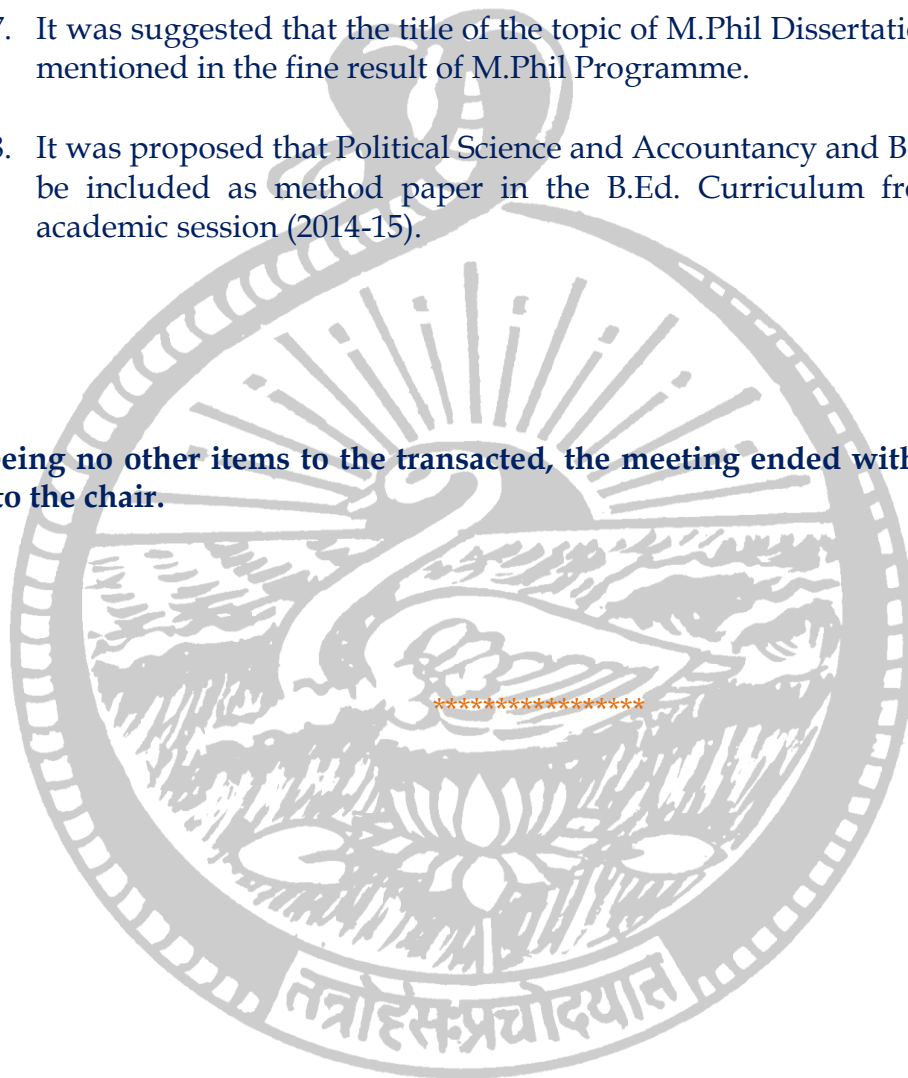 7. It was suggested that the title of the topic of M.Phil Dissertatio
mentioned in the fine result of M.Phil Programme.
8. It was proposed that Political Science and Accountancy and B
be included as method paper in the B.Ed. Curriculum fro
academic session (2014-15).
eing no other items to the transacted, the meeting ended with
to the chair.
*****************
तन्नोहंसःप्रचोदयात्